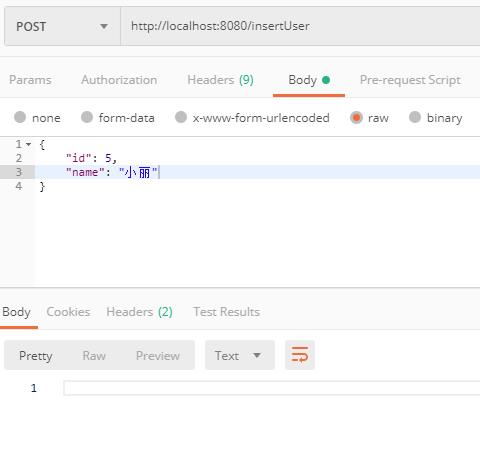 POST http://localhost:8080/insertUser
Params Authorization Headers (9) Body Pre-request Script
none form-data x-www-form-urlencoded raw binary
1 {
2 "id": 5,
3 "name": "小丽"
4 }
Body Cookies Headers (2) Test Results
Pretty Raw Preview Text
1